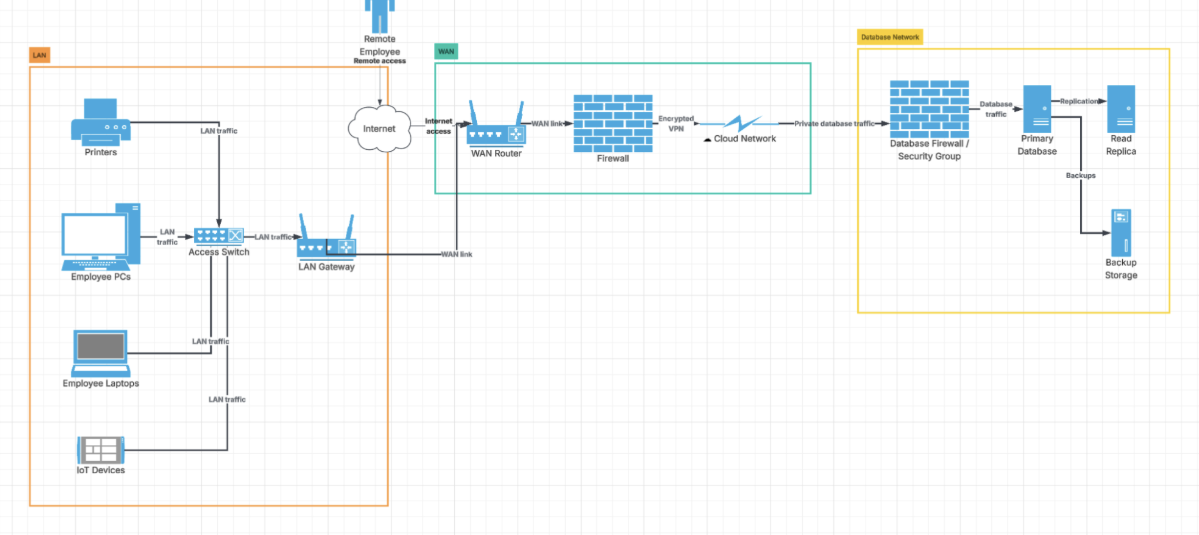 Remote
Employee
Remote access
LAN
WAN
Database Network
Printers
LAN traffic
Internet
Internet
access
WAN Router
WAN link
Firewall
Encrypted
VPN
☁ Cloud Network
Private database traffic
Database Firewall /
Security Group
Database
traffic
Primary
Database
Replication
Read
Replica
Backups
Backup
Storage
LAN
traffic
Employee PCs
Access Switch
LAN traffic
LAN Gateway
WAN link
LAN traffic
Employee Laptops
LAN traffic
IoT Devices